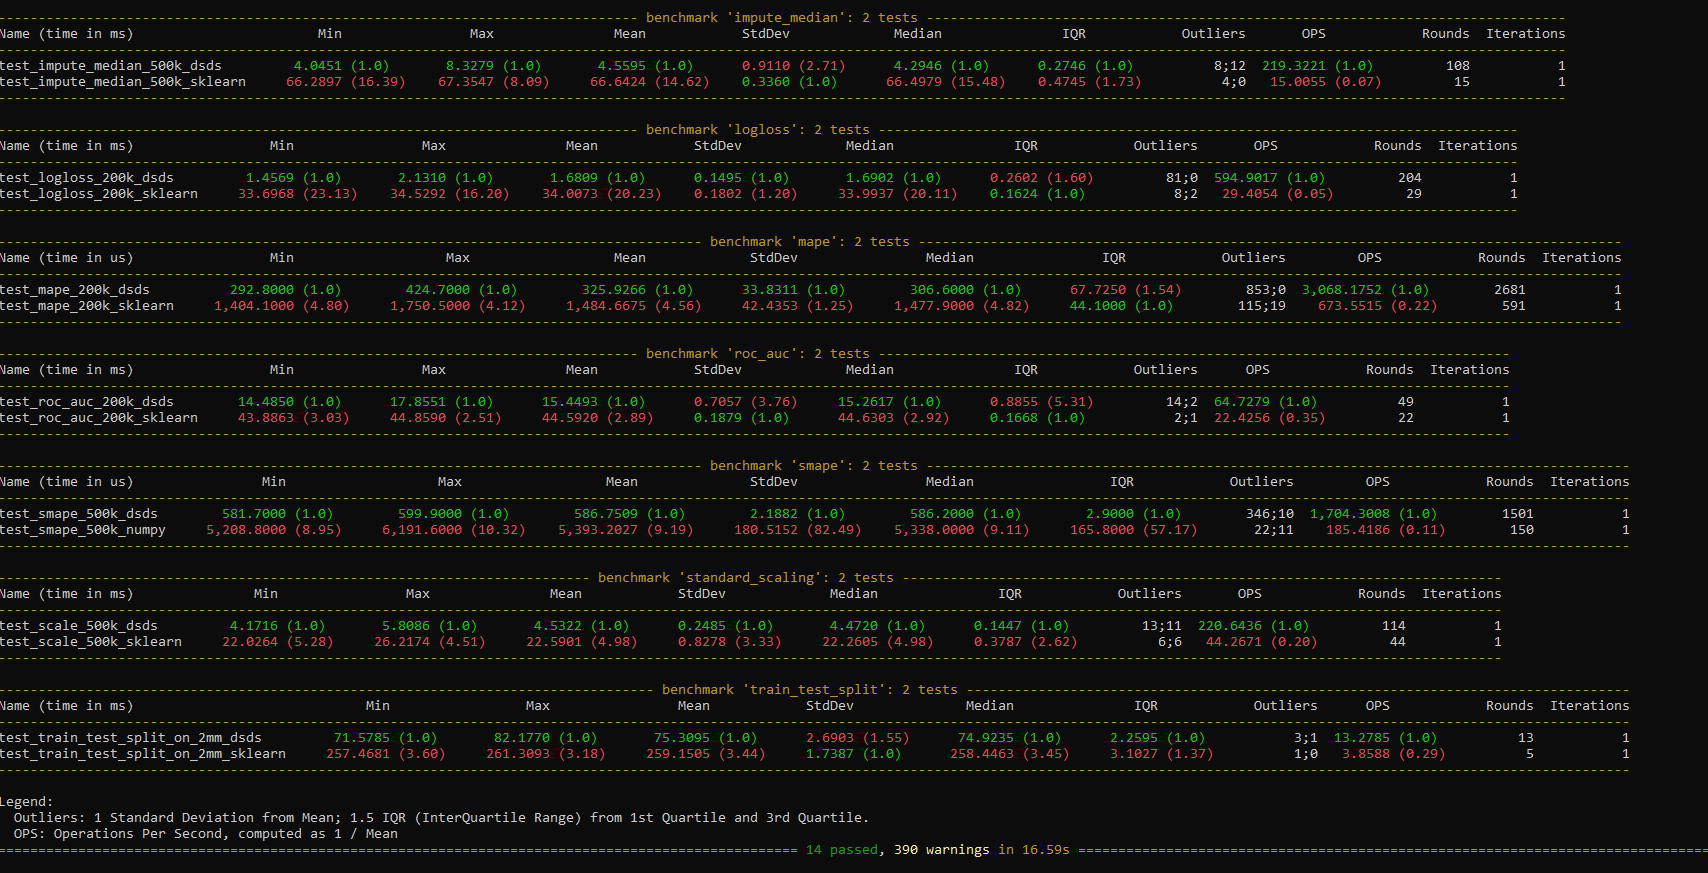 benchmark 'impute_median': 2 tests
Name (time in ms) Min Max Mean StdDev Median IQR Outliers OPS Rounds Iterations
test_impute_median_500k_dsds 4.0451 (1.0) 8.3279 (1.0) 4.5595 (1.0) 0.9110 (2.71) 4.2946 (1.0) 0.2746 (1.0) 8;12 219.3221 (1.0) 108 1
test_impute_median_500k_sklearn 66.2897 (16.39) 67.3547 (8.09) 66.6424 (14.62) 0.3360 (1.0) 66.4979 (15.48) 0.4745 (1.73) 4;0 15.0055 (0.07) 15 1
benchmark 'logloss': 2 tests
Name (time in ms) Min Max Mean StdDev Median IQR Outliers OPS Rounds Iterations
test_logloss_200k_dsds 1.4569 (1.0) 2.1310 (1.0) 1.6809 (1.0) 0.1495 (1.0) 1.6902 (1.0) 0.2602 (1.60) 81;0 594.9017 (1.0) 204 1
test_logloss_200k_sklearn 33.6968 (23.13) 34.5292 (16.20) 34.0073 (20.23) 0.1802 (1.20) 33.9937 (20.11) 0.1624 (1.0) 8;2 29.4054 (0.05) 29 1
benchmark 'mape': 2 tests
Name (time in us) Min Max Mean StdDev Median IQR Outliers OPS Rounds Iterations
test_mape_200k_dsds 292.8000 (1.0) 424.7000 (1.0) 325.9266 (1.0) 33.8311 (1.0) 306.6000 (1.0) 67.7250 (1.54) 853;0 3,068.1752 (1.0) 2681 1
test_mape_200k_sklearn 1,404.1000 (4.80) 1,750.5000 (4.12) 1,484.6675 (4.56) 42.4353 (1.25) 1,477.9000 (4.82) 44.1000 (1.0) 115;19 673.5515 (0.22) 591 1
benchmark 'roc_auc': 2 tests
Name (time in ms) Min Max Mean StdDev Median IQR Outliers OPS Rounds Iterations
test_roc_auc_200k_dsds 14.4850 (1.0) 17.8551 (1.0) 15.4493 (1.0) 0.7057 (3.76) 15.2617 (1.0) 0.8855 (5.31) 14;2 64.7279 (1.0) 49 1
test_roc_auc_200k_sklearn 43.8863 (3.03) 44.8590 (2.51) 44.5920 (2.89) 0.1879 (1.0) 44.6303 (2.92) 0.1668 (1.0) 2;1 22.4256 (0.35) 22 1
benchmark 'smape': 2 tests
Name (time in us) Min Max Mean StdDev Median IQR Outliers OPS Rounds Iterations
test_smape_500k_dsds 581.7000 (1.0) 599.9000 (1.0) 586.7509 (1.0) 2.1882 (1.0) 586.2000 (1.0) 2.9000 (1.0) 346;10 1,704.3008 (1.0) 1501 1
test_smape_500k_numpy 5,208.8000 (8.95) 6,191.6000 (10.32) 5,393.2027 (9.19) 180.5152 (82.49) 5,338.0000 (9.11) 165.8000 (57.17) 22;11 185.4186 (0.11) 150 1
benchmark 'standard_scaling': 2 tests
Name (time in ms) Min Max Mean StdDev Median IQR Outliers OPS Rounds Iterations
test_scale_500k_dsds 4.1716 (1.0) 5.8086 (1.0) 4.5322 (1.0) 0.2485 (1.0) 4.4720 (1.0) 0.1447 (1.0) 13;11 220.6436 (1.0) 114 1
test_scale_500k_sklearn 22.0264 (5.28) 26.2174 (4.51) 22.5901 (4.98) 0.8278 (3.33) 22.2605 (4.98) 0.3787 (2.62) 6;6 44.2671 (0.20) 44 1
benchmark 'train_test_split': 2 tests
Name (time in ms) Min Max Mean StdDev Median IQR Outliers OPS Rounds Iterations
test_train_test_split_on_2mm_dsds 71.5785 (1.0) 82.1770 (1.0) 75.3095 (1.0) 2.6903 (1.55) 74.9235 (1.0) 2.2595 (1.0) 3;1 13.2785 (1.0) 13 1
test_train_test_split_on_2mm_sklearn 257.4681 (3.60) 261.3093 (3.18) 259.1505 (3.44) 1.7387 (1.0) 258.4463 (3.45) 3.1027 (1.37) 1;0 3.8588 (0.29) 5 1
Legend:
Outliers: 1 Standard Deviation from Mean; 1.5 IQR (InterQuartile Range) from 1st Quartile and 3rd Quartile.
OPS: Operations Per Second, computed as 1 / Mean
14 passed, 390 warnings in 16.59s